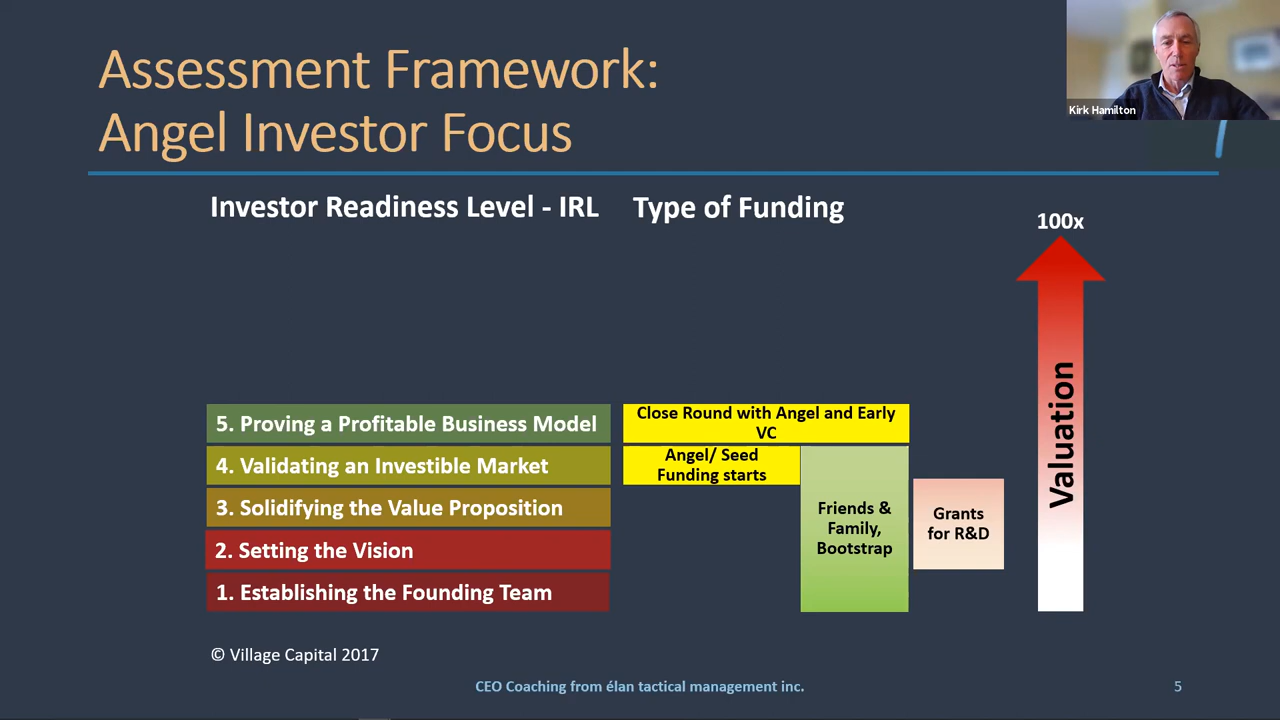 Assessment Framework:
Angel Investor Focus
Kirk Hamilton
Investor Readiness Level - IRL
Type of Funding
100x
5. Proving a Profitable Business Model
Close Round with Angel and Early
VC
4. Validating an Investible Market
Angel/ Seed
Funding starts
3. Solidifying the Value Proposition
Friends &
Family,
Bootstrap
Grants
for R&D
2. Setting the Vision
1. Establishing the Founding Team
Valuation
© Village Capital 2017
CEO Coaching from élan tactical management inc.
5